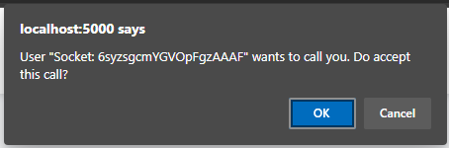 localhost:5000 says
User "Socket: 6syzsgcmYGVOpFgzAAAF" wants to call you. Do accept
this call?
OK
Cancel